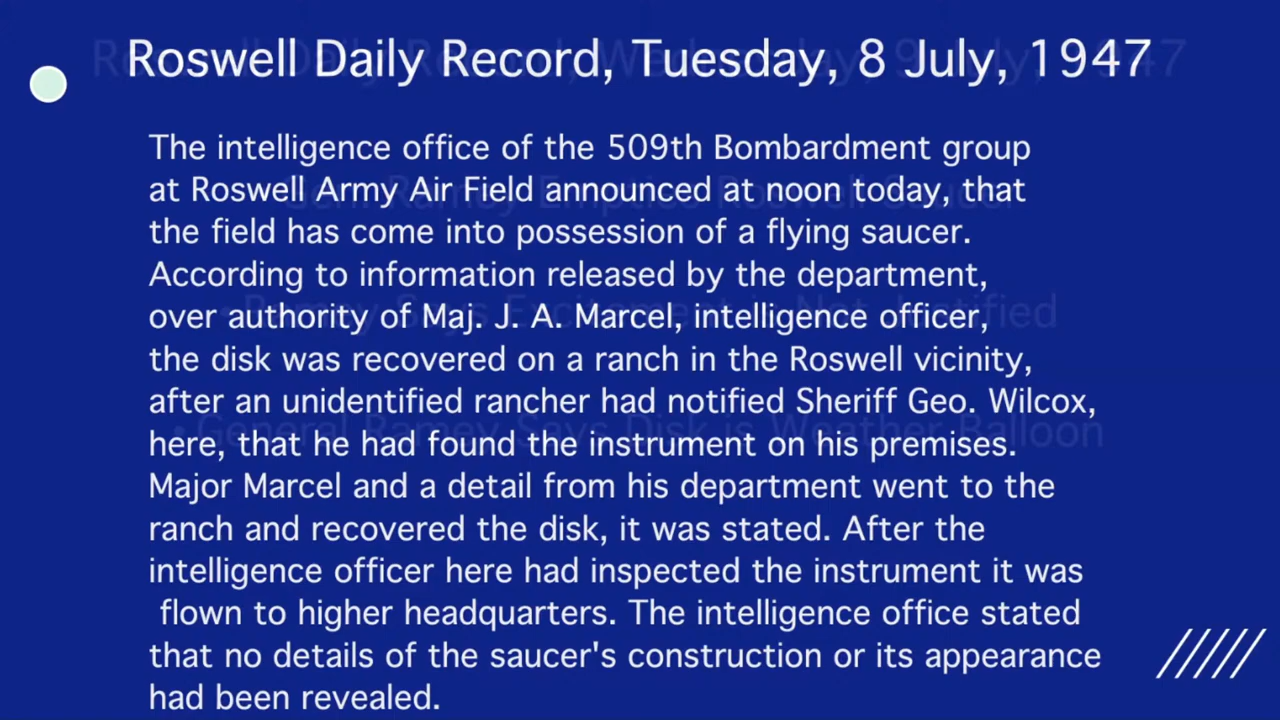 Roswell Daily Record, Tuesday, 8 July, 1947
The intelligence office of the 509th Bombardment group
at Roswell Army Air Field announced at noon today, that
the field has come into possession of a flying saucer.
According to information released by the department,
over authority of Maj. J. A. Marcel, intelligence officer,
the disk was recovered on a ranch in the Roswell vicinity,
after an unidentified rancher had notified Sheriff Geo. Wilcox,
here, that he had found the instrument on his premises.
Major Marcel and a detail from his department went to the
ranch and recovered the disk, it was stated. After the
intelligence officer here had inspected the instrument it was
flown to higher headquarters. The intelligence office stated
that no details of the saucer's construction or its appearance
had been revealed.